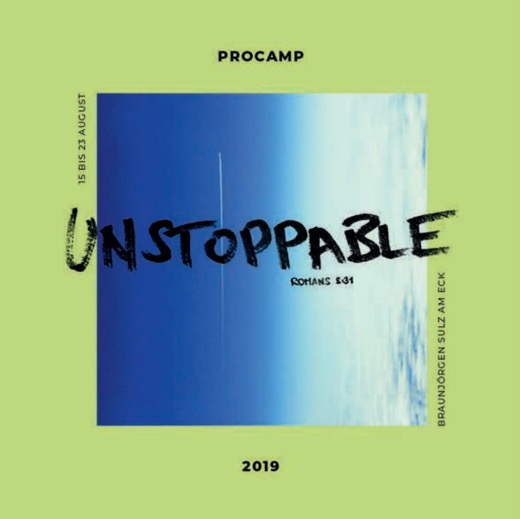 PROCAMP
15 BIS 23 AUGUST
UNSTOPPABLE
ROMANS 8:31
BRAUNJÖRGEN SULZ AM ECK
2019